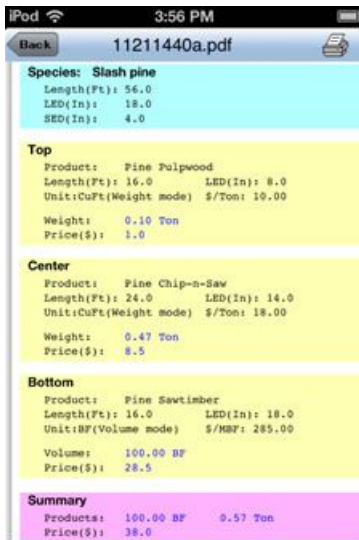 iPod 3:56 PM
Back 11211440a.pdf
Species: Slash pine
Length(Ft): 56.0
LED(In): 18.0
SED(In): 4.0
Top
Product: Pine Pulpwood
Length(Ft): 16.0 LED(In): 8.0
Unit:CuFt(Weight mode) $/Ton: 10.00
Weight: 0.10 Ton
Price($): 1.0
Center
Product: Pine Chip-n-Saw
Length(Ft): 24.0 LED(In): 14.0
Unit:CuFt(Weight mode) $/Ton: 18.00
Weight: 0.47 Ton
Price($): 8.5
Bottom
Product: Pine Sawtimber
Length(Ft): 16.0 LED(In): 18.0
Unit:BF(Volume mode) $/MBF: 285.00
Volume: 100.00 BF
Price($): 28.5
Summary
Products: 100.00 BF 0.57 Ton
Price($): 38.0